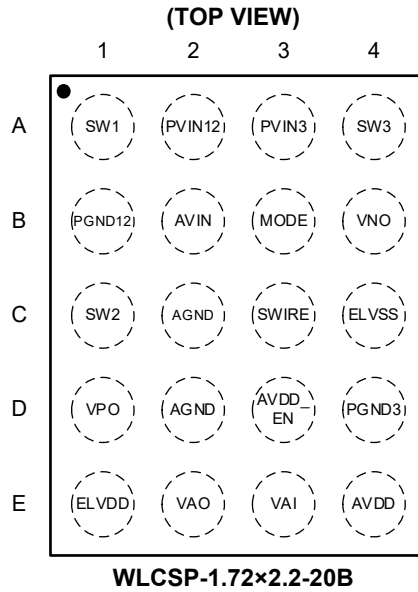 (TOP VIEW)
1 2 3 4
A SW1 PVIN12 PVIN3 SW3
B PGND12 AVIN MODE VNO
C SW2 AGND SWIRE ELVSS
D VPO AGND AVDD_EN PGND3
E ELVDD VAO VAI AVDD
WLCSP-1.72×2.2-20B